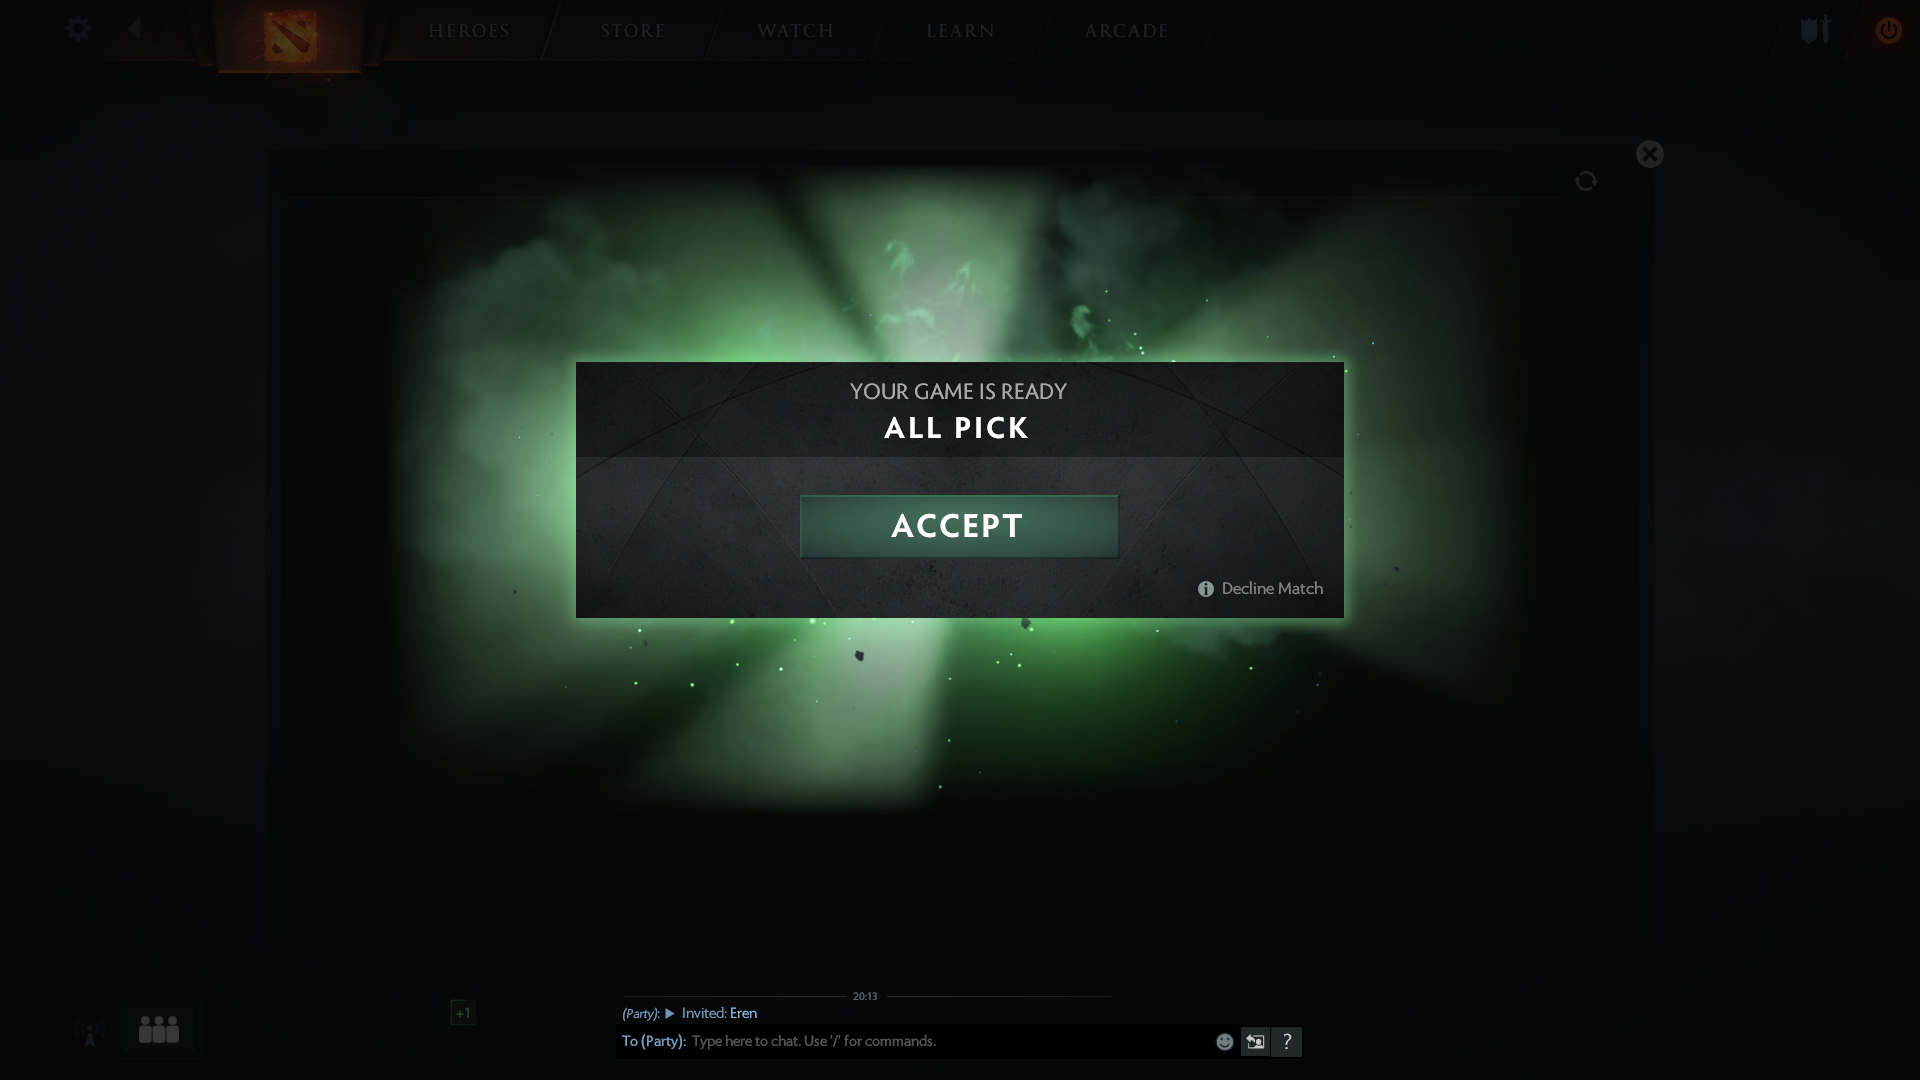 HEROES STORE WATCH LEARN ARCADE
YOUR GAME IS READY
ALL PICK
ACCEPT
Decline Match
20:13
+1
(Party): Invited: Eren
To (Party): Type here to chat. Use '/' for commands.
?